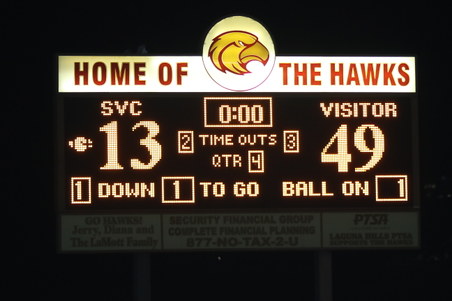 HOME OF THE HAWKS
SVC 0:00 VISITOR
13 2 TIME OUTS 3 49
QTR 4
1 DOWN 1 TO GO BALL ON 1
GO HAWKS!
Jerry, Diana and
The LaMott Family
SECURITY FINANCIAL GROUP
COMPLETE FINANCIAL PLANNING
877-NO-TAX-2-U
PTSA
LAGUNA HILLS PTSA
SUPPORTS THE HAWKS